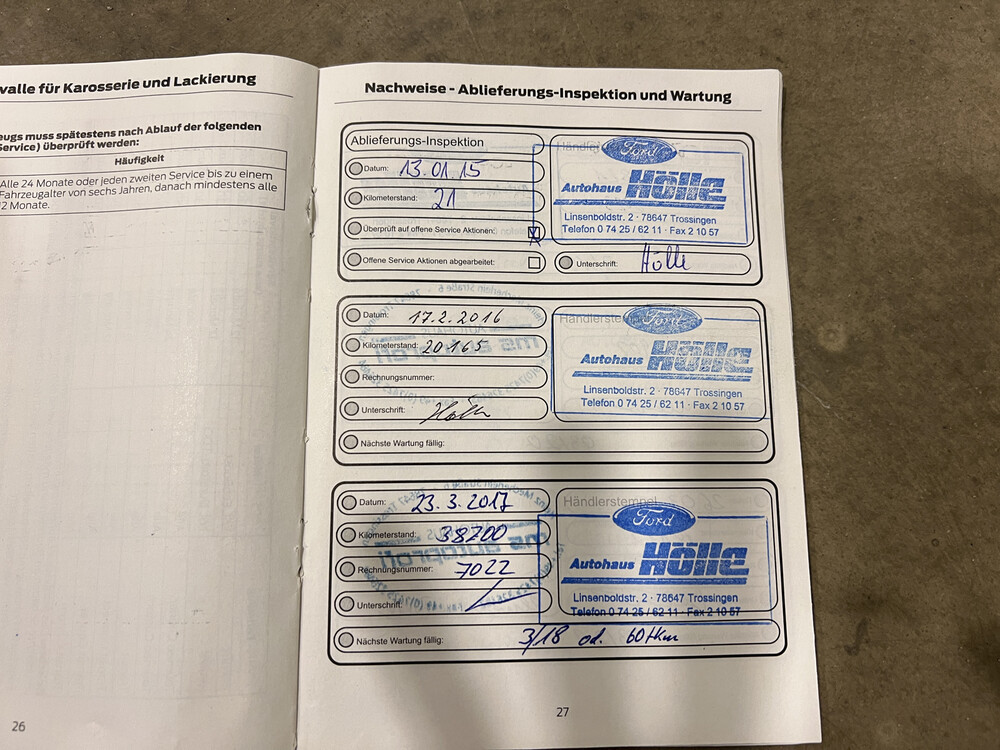 valle für Karosserie und Lackierung
eugs muss spätestens nach Ablauf der folgenden
Service) überprüft werden:
Häufigkeit
Alle 24 Monate oder jeden zweiten Service bis zu einem
Fahrzeugalter von sechs Jahren, danach mindestens alle
12 Monate.
26
Nachweise - Ablieferungs-Inspektion und Wartung
Ablieferungs-Inspektion
Datum: 13.01.15
Kilometerstand: 21
Überprüft auf offene Service Aktionen:
Offene Service Aktionen abgearbeitet:
Ford
Autohaus Hölle
Linsenboldstr. 2 · 78647 Trossingen
Telefon 0 74 25 / 62 11 · Fax 2 10 57
Unterschrift: Hölle
Datum: 17.2.2016
Kilometerstand: 20165
Rechnungsnummer:
Unterschrift: Hölle
Nächste Wartung fällig:
Händlerstempel
Ford
Autohaus Hölle
Linsenboldstr. 2 · 78647 Trossingen
Telefon 0 74 25 / 62 11 · Fax 2 10 57
Datum: 23.3.2017
Kilometerstand: 38200
Rechnungsnummer: 7022
Unterschrift:
Nächste Wartung fällig: 3/18 od. 60tkm
Händlerstempel
Ford
Autohaus Hölle
Linsenboldstr. 2 · 78647 Trossingen
Telefon 0 74 25 / 62 11 · Fax 2 10 57
27